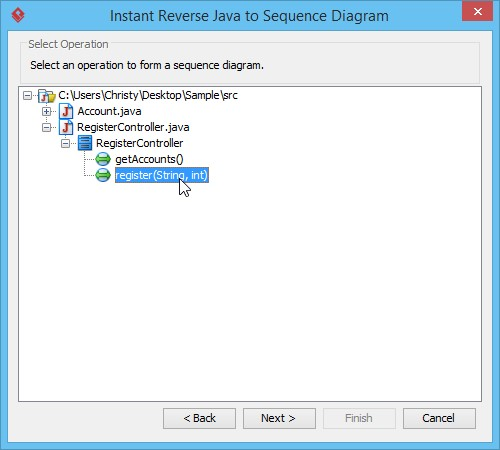 Instant Reverse Java to Sequence Diagram
Select Operation
Select an operation to form a sequence diagram.
C:\Users\Christy\Desktop\Sample\src
Account.java
RegisterController.java
RegisterController
getAccounts()
register(String, int)
< Back Next > Finish Cancel